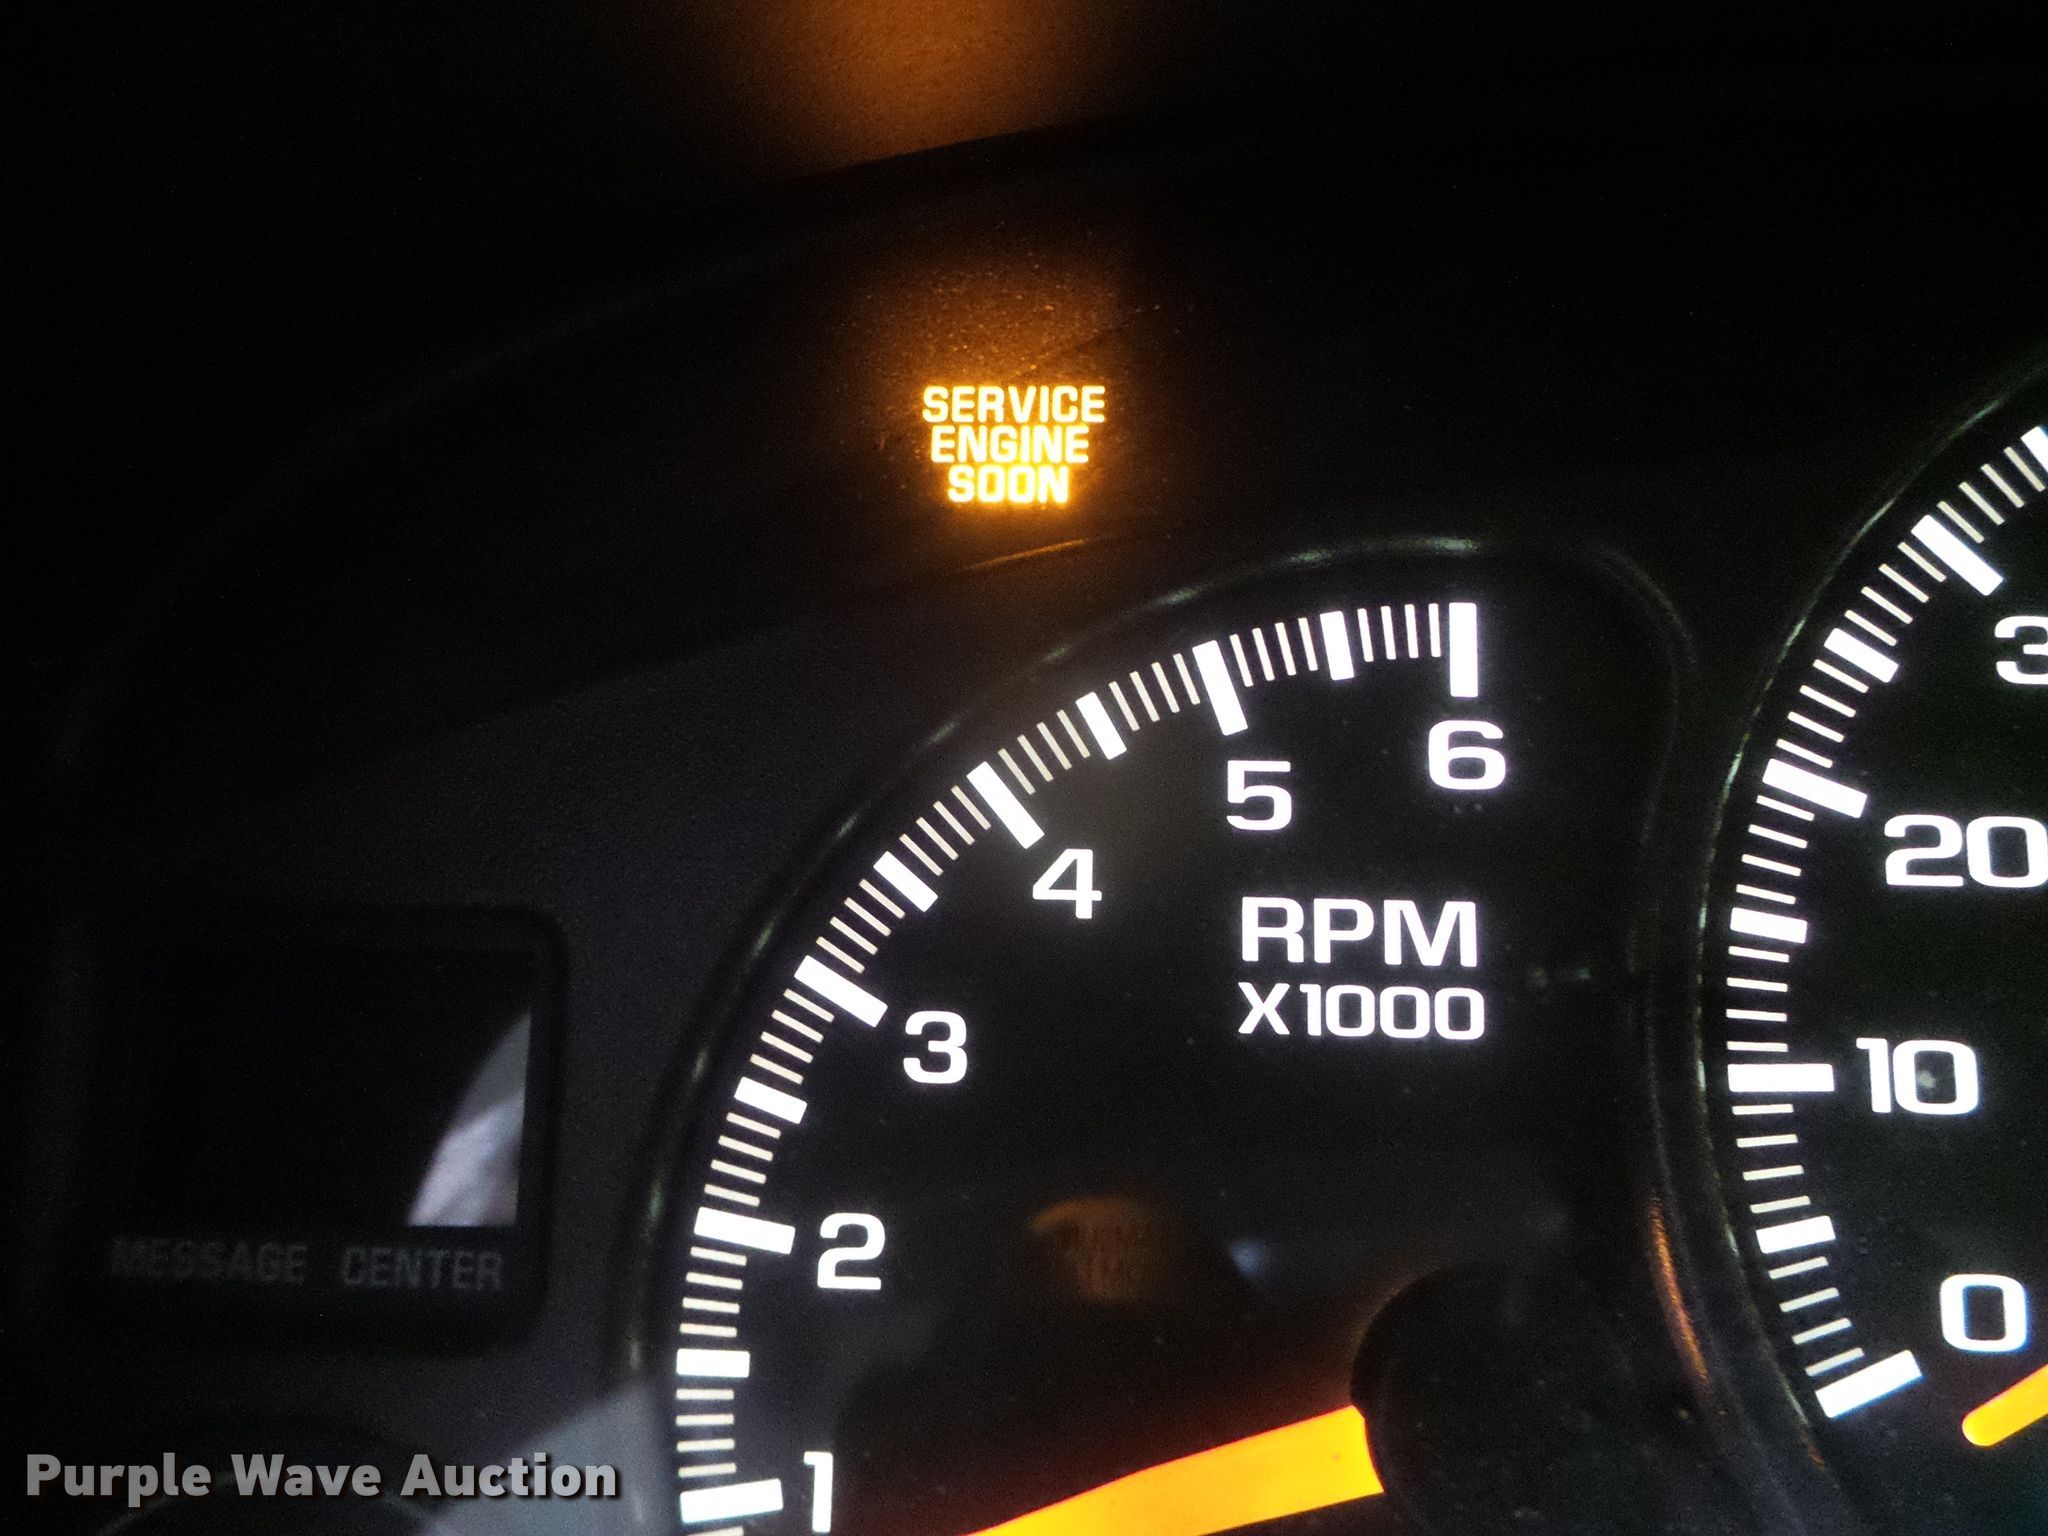 SERVICE
ENGINE
SOON
6
5
4
3
2
1
RPM
X1000
3
20
10
0
MESSAGE CENTER
Purple Wave Auction